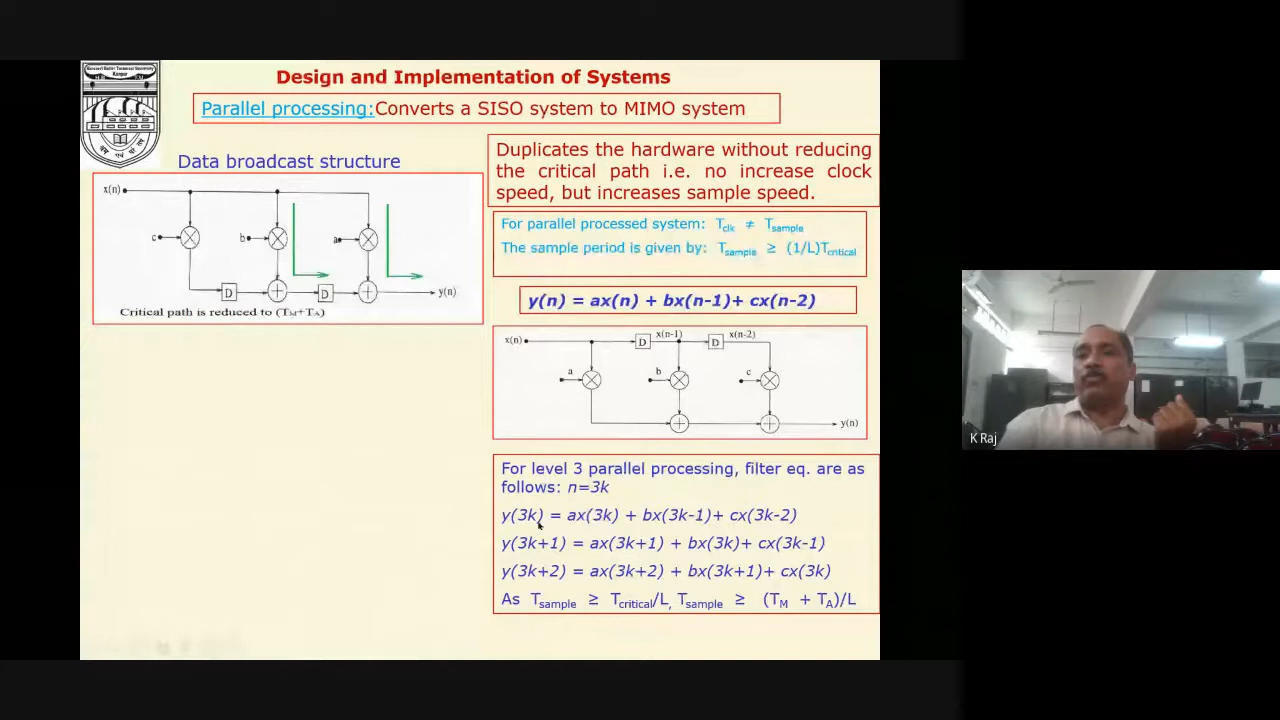 Harcourt Butler Technical University
Kanpur
Design and Implementation of Systems
Parallel processing:Converts a SISO system to MIMO system
Data broadcast structure
x(n)
c
b
a
D
D
y(n)
Critical path is reduced to (TM+TA)
Duplicates the hardware without reducing
the critical path i.e. no increase clock
speed, but increases sample speed.
For parallel processed system: Tclk ≠ Tsample
The sample period is given by: Tsample ≥ (1/L)Tcritical
y(n) = ax(n) + bx(n-1)+ cx(n-2)
x(n)
D
x(n-1)
D
x(n-2)
a
b
c
y(n)
For level 3 parallel processing, filter eq. are as
follows: n=3k
y(3k) = ax(3k) + bx(3k-1)+ cx(3k-2)
y(3k+1) = ax(3k+1) + bx(3k)+ cx(3k-1)
y(3k+2) = ax(3k+2) + bx(3k+1)+ cx(3k)
As Tsample ≥ Tcritical/L, Tsample ≥ (TM + TA)/L
K Raj